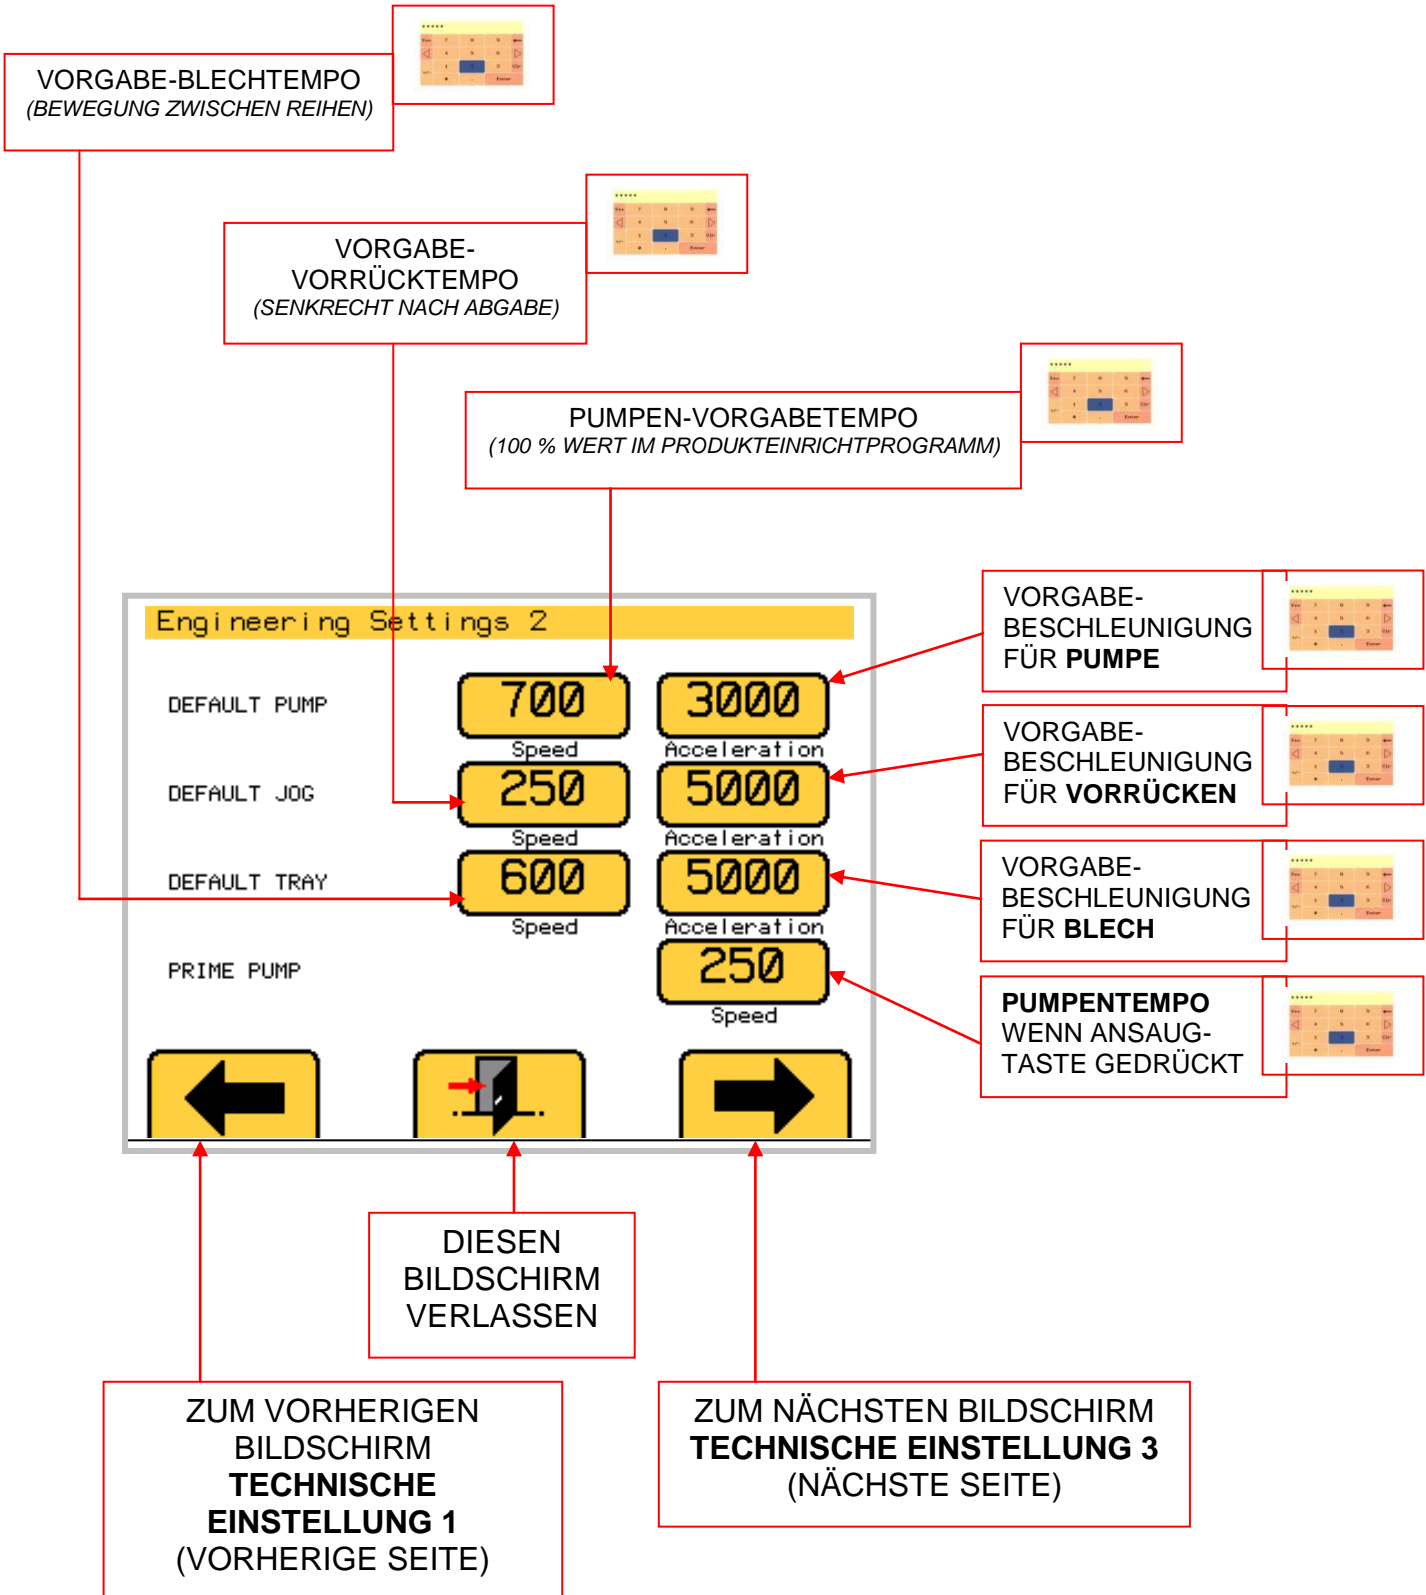 VORGABE-BLECHTEMPO
(BEWEGUNG ZWISCHEN REIHEN)
VORGABE-
VORRÜCKTEMPO
(SENKRECHT NACH ABGABE)
PUMPEN-VORGABETEMPO
(100 % WERT IM PRODUKTEINRICHTPROGRAMM)
Engineering Settings 2
DEFAULT PUMP
700
3000
Speed
Acceleration
DEFAULT JOG
250
5000
Speed
Acceleration
DEFAULT TRAY
600
5000
Speed
Acceleration
PRIME PUMP
250
Speed
VORGABE-
BESCHLEUNIGUNG
FÜR PUMPE
VORGABE-
BESCHLEUNIGUNG
FÜR VORRÜCKEN
VORGABE-
BESCHLEUNIGUNG
FÜR BLECH
PUMPENTEMPO
WENN ANSAUG-
TASTE GEDRÜCKT
DIESEN
BILDSCHIRM
VERLASSEN
ZUM VORHERIGEN
BILDSCHIRM
TECHNISCHE
EINSTELLUNG 1
(VORHERIGE SEITE)
ZUM NÄCHSTEN BILDSCHIRM
TECHNISCHE EINSTELLUNG 3
(NÄCHSTE SEITE)